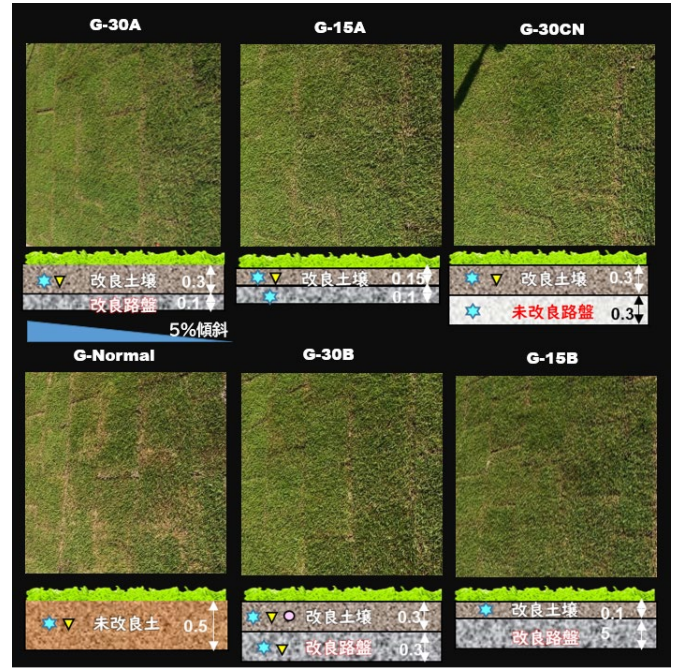 G-30A
G-15A
G-30CN
改良土壌 0.3
改良路盤 0.1
改良土壌 0.15
0.1
改良土壌 0.3
未改良路盤 0.3
5%傾斜
G-Normal
G-30B
G-15B
未改良土 0.5
改良土壌 0.3
改良路盤 0.3
改良土壌 0.1
改良路盤 5